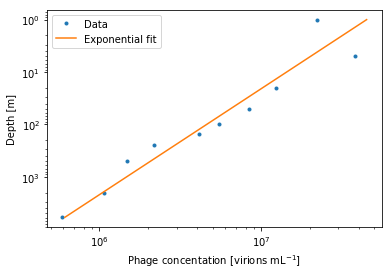 Data
Exponential fit
10⁰
10¹
10²
10³
Depth [m]
10⁶
10⁷
Phage concentation [virions mL⁻¹]